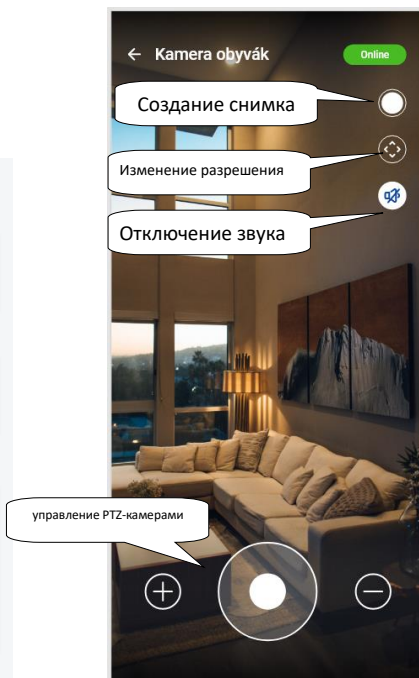 Kamera obyvák
Online
Создание снимка
Изменение разрешения
Отключение звука
управление PTZ-камерами